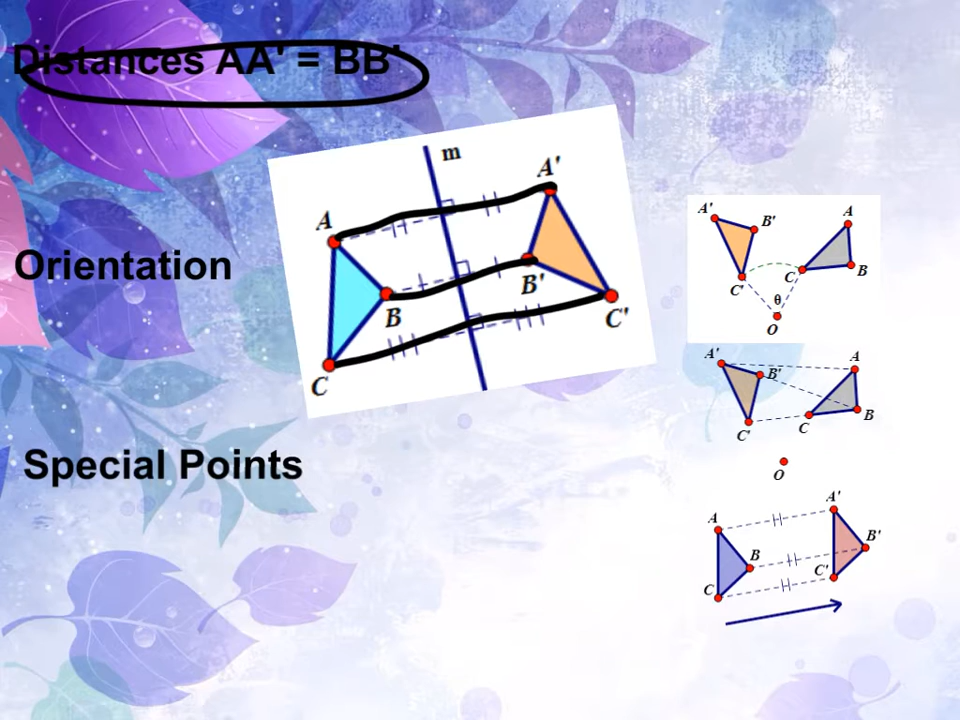 Distances AA' = BB'
m
A'
A
B'
B
C'
C
Orientation
Special Points
A'
B'
A
C
B
C'
θ
O
A'
B'
A
B
C
C'
O
A'
A
B'
B
C'
C